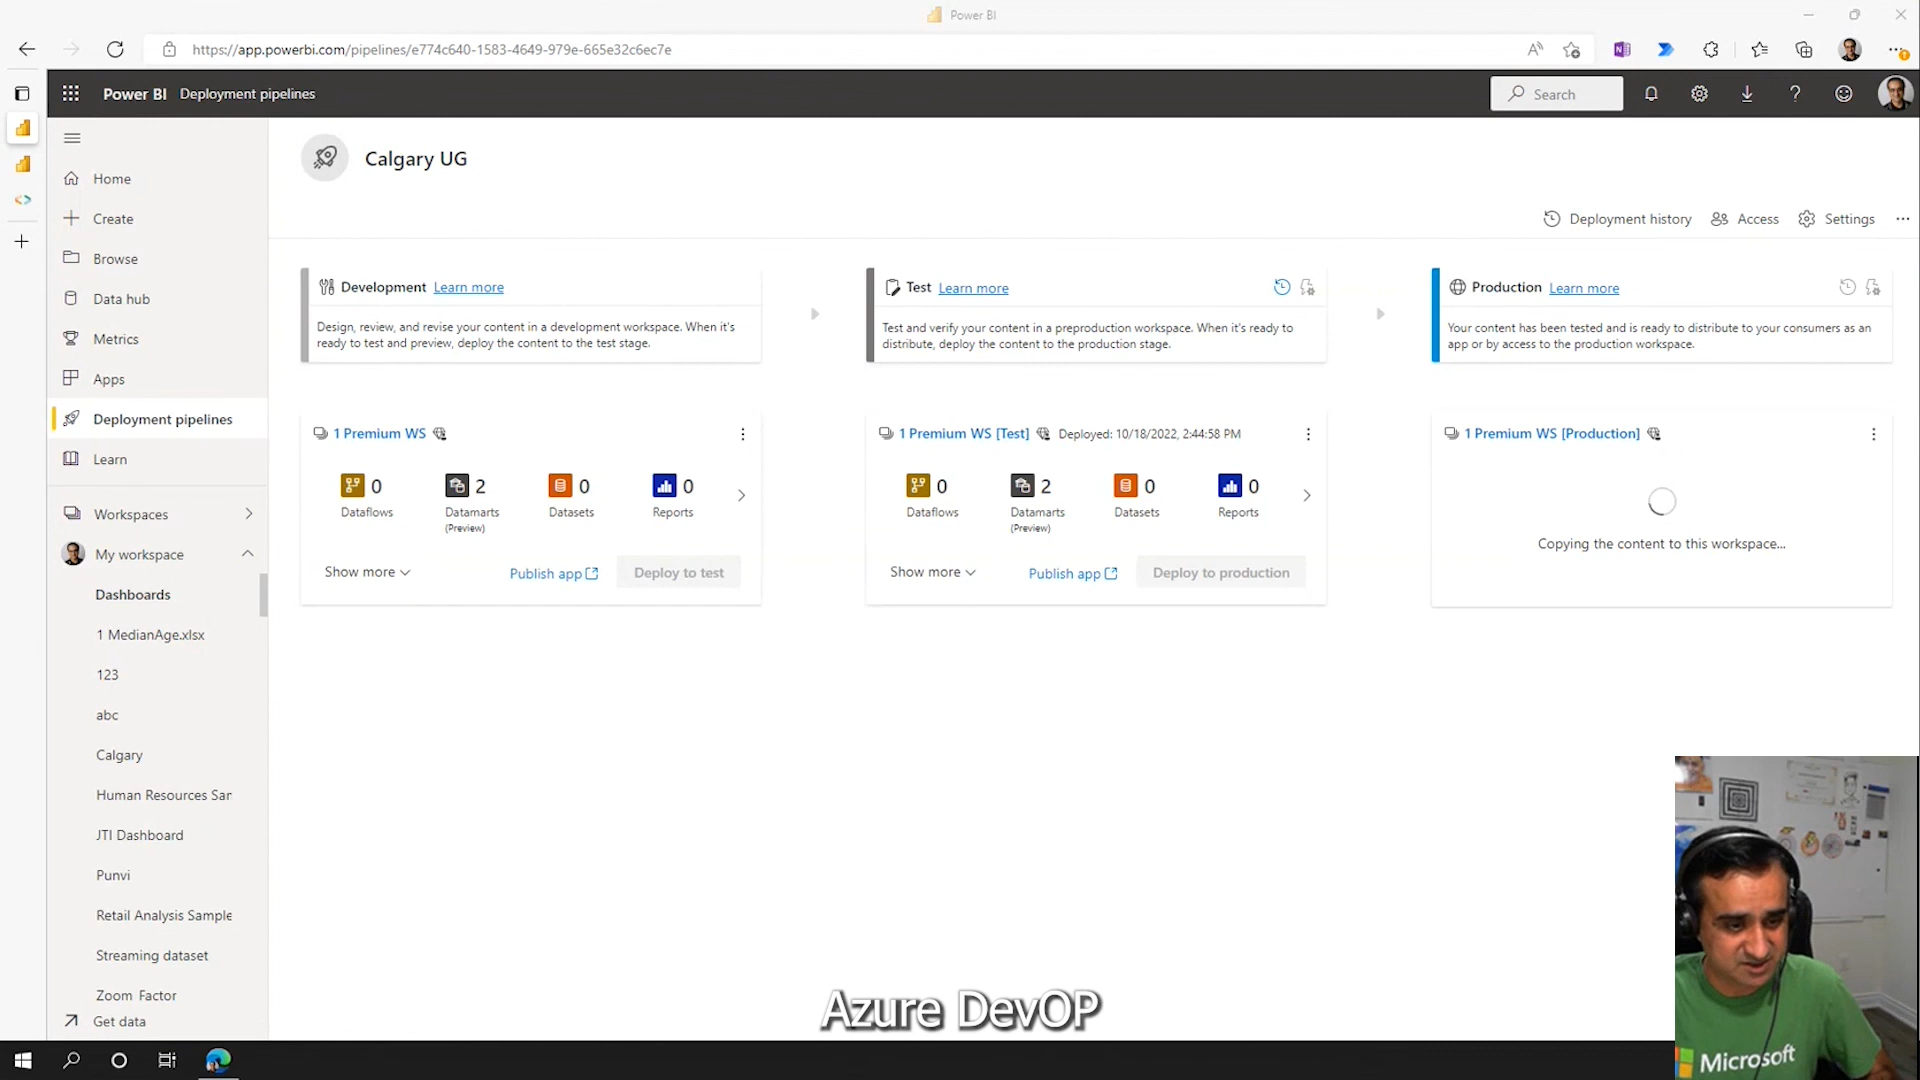 Power BI
https://app.powerbi.com/pipelines/e774c640-1583-4649-979e-665e32c6ec7e
Power BI Deployment pipelines
Search
Home
Create
Browse
Data hub
Metrics
Apps
Deployment pipelines
Learn
Workspaces
My workspace
Dashboards
1 MedianAge.xlsx
123
abc
Calgary
Human Resources Sar
JTI Dashboard
Punvi
Retail Analysis Sample
Streaming dataset
Zoom Factor
Get data
Calgary UG
Deployment history Access Settings
Development Learn more
Design, review, and revise your content in a development workspace. When it's
ready to test and preview, deploy the content to the test stage.
Test Learn more
Test and verify your content in a preproduction workspace. When it's ready to
distribute, deploy the content to the production stage.
Production Learn more
Your content has been tested and is ready to distribute to your consumers as an
app or by access to the production workspace.
1 Premium WS
0 2 0 0
Dataflows Datamarts Datasets Reports
(Preview)
Show more Publish app Deploy to test
1 Premium WS [Test] Deployed: 10/18/2022, 2:44:58 PM
0 2 0 0
Dataflows Datamarts Datasets Reports
(Preview)
Show more Publish app Deploy to production
1 Premium WS [Production]
Copying the content to this workspace...
Azure DevOP
Microsoft